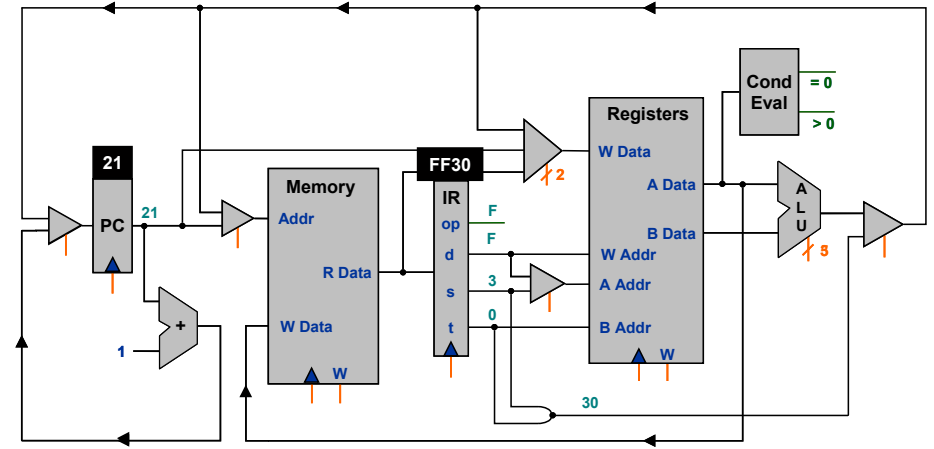 21
PC
21
+
1
Memory
Addr
R Data
W Data
W
FF30
IR
op
d
s
t
F
F
3
0
2
Registers
W Data
A Data
B Data
W Addr
A Addr
B Addr
W
Cond
Eval
= 0
> 0
A
L
U
5
30